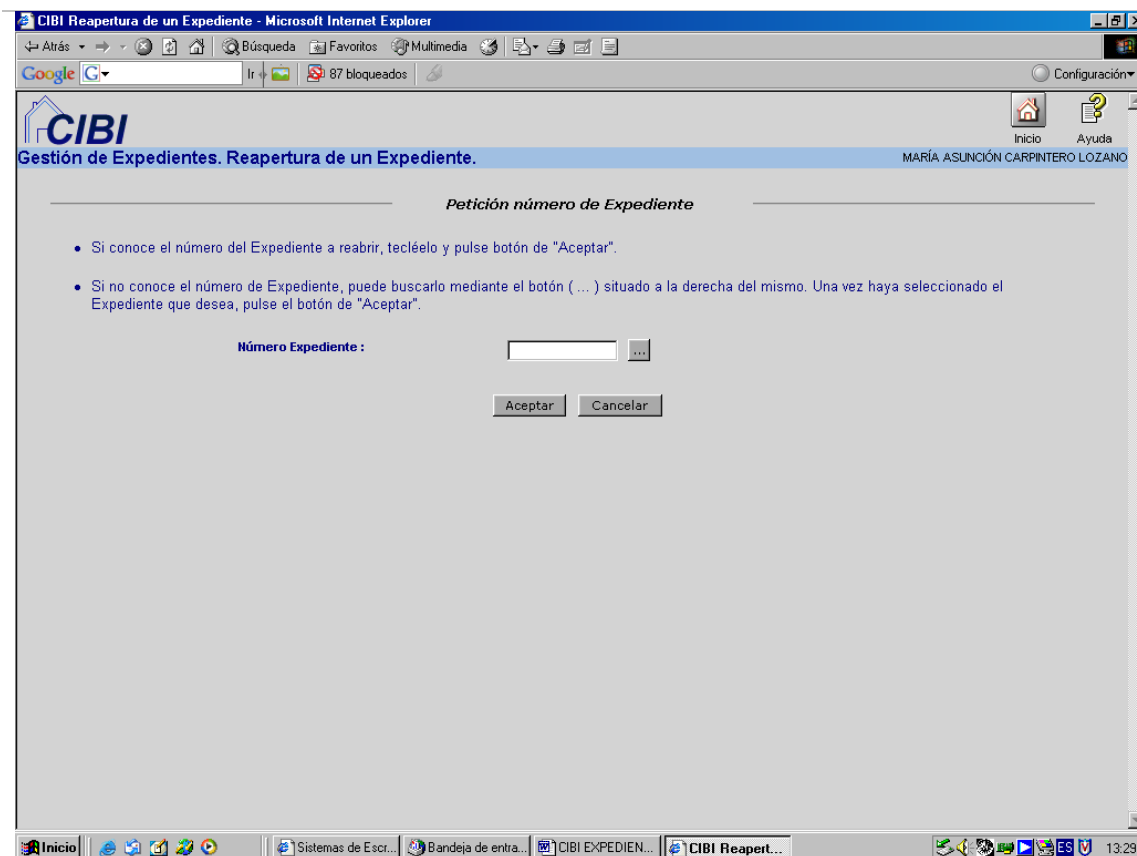 CIBI Reapertura de un Expediente - Microsoft Internet Explorer
Atrás Búsqueda Favoritos Multimedia
Google G Ir 87 bloqueados Configuración
CIBI
Inicio Ayuda
Gestión de Expedientes. Reapertura de un Expediente. MARÍA ASUNCIÓN CARPINTERO LOZANO
Petición número de Expediente
Si conoce el número del Expediente a reabrir, tecléelo y pulse botón de "Aceptar".
Si no conoce el número de Expediente, puede buscarlo mediante el botón ( ... ) situado a la derecha del mismo. Una vez haya seleccionado el
Expediente que desea, pulse el botón de "Aceptar".
Número Expediente : ...
Aceptar Cancelar
Inicio Sistemas de Escr... Bandeja de entra... CIBI EXPEDIEN... CIBI Reapert... ES 13:29